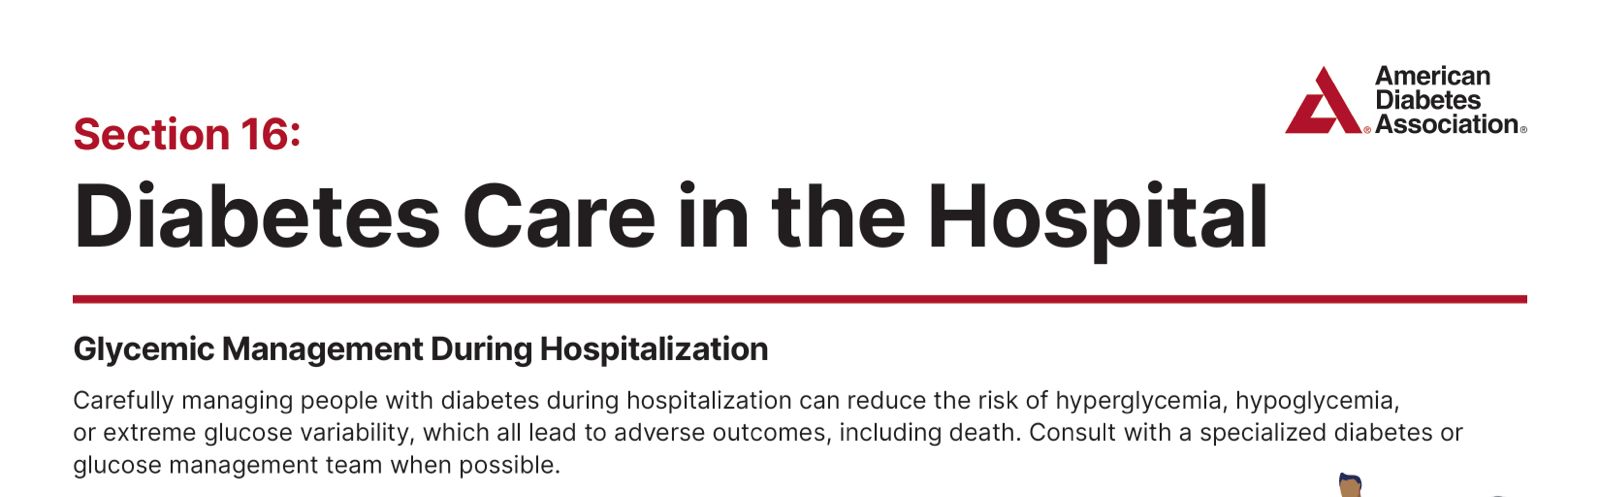 American
Diabetes
Association®
Section 16:
Diabetes Care in the Hospital
Glycemic Management During Hospitalization
Carefully managing people with diabetes during hospitalization can reduce the risk of hyperglycemia, hypoglycemia,
or extreme glucose variability, which all lead to adverse outcomes, including death. Consult with a specialized diabetes or
glucose management team when possible.